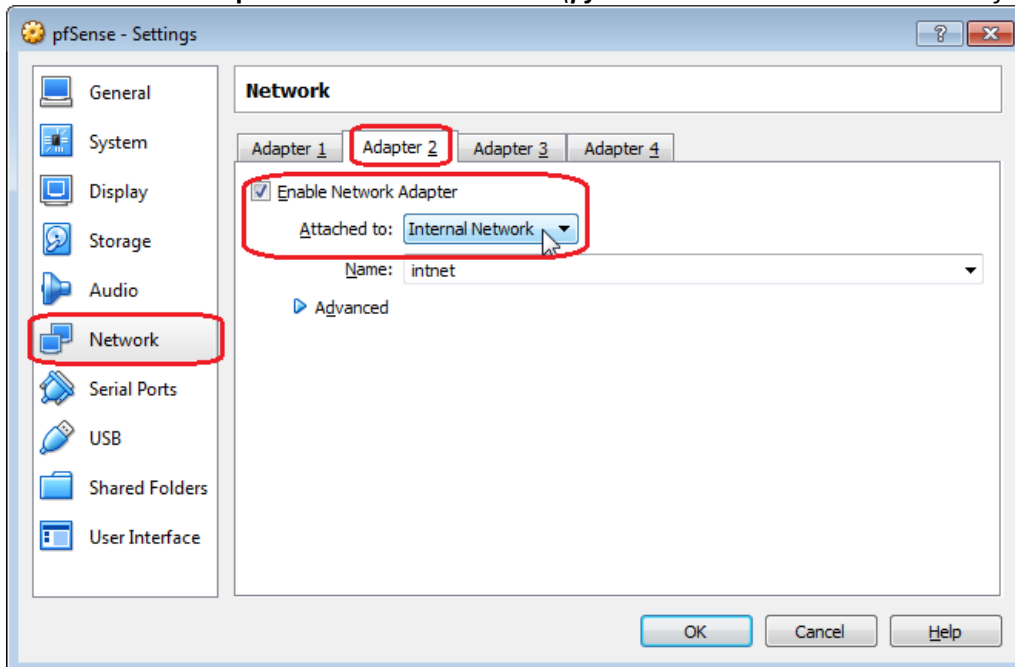 pfSense - Settings
General
System
Display
Storage
Audio
Network
Serial Ports
USB
Shared Folders
User Interface
Network
Adapter 1 Adapter 2 Adapter 3 Adapter 4
Enable Network Adapter
Attached to: Internal Network
Name: intnet
Advanced
OK Cancel Help